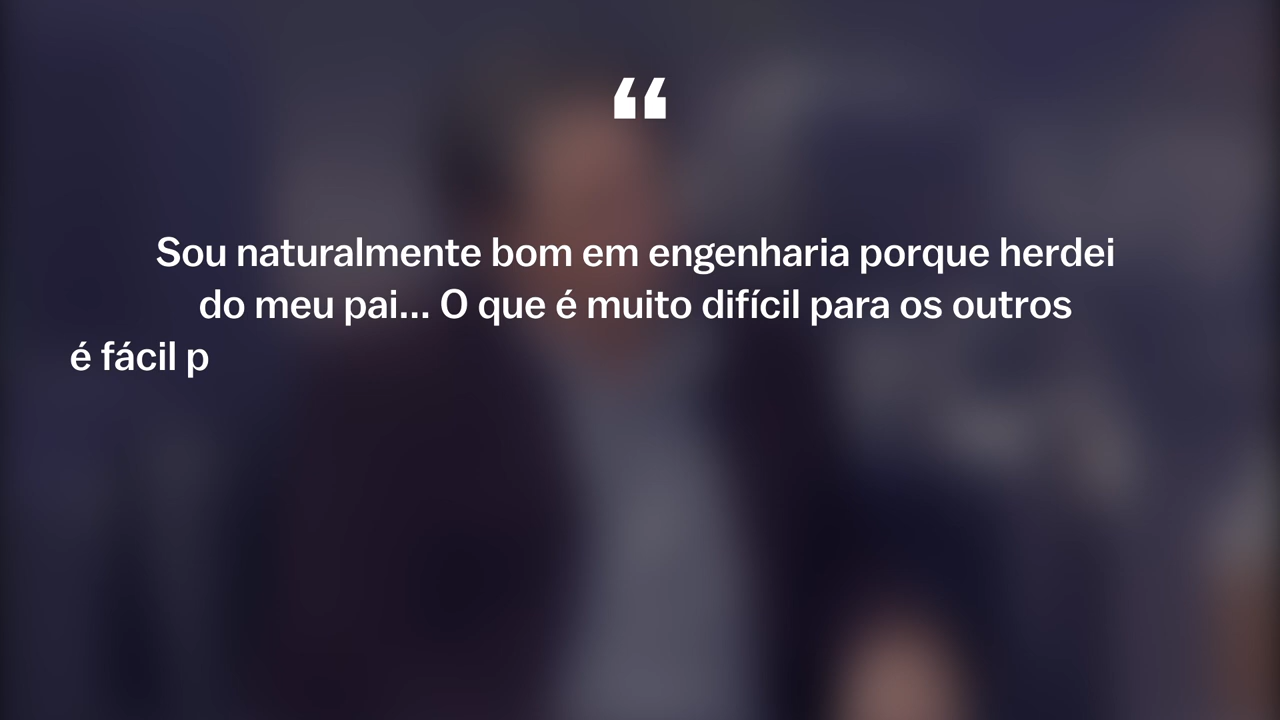 “
Sou naturalmente bom em engenharia porque herdei
do meu pai... O que é muito difícil para os outros
é fácil p